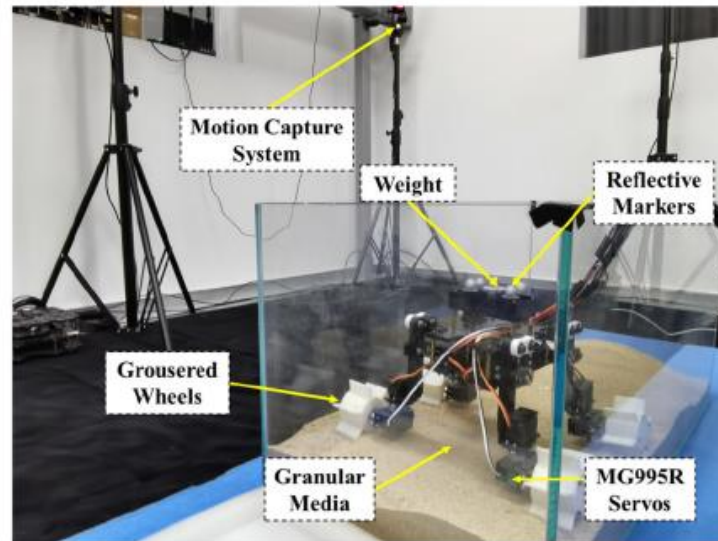 Motion Capture
System
Weight
Reflective
Markers
Grousered
Wheels
Granular
Media
MG995R
Servos